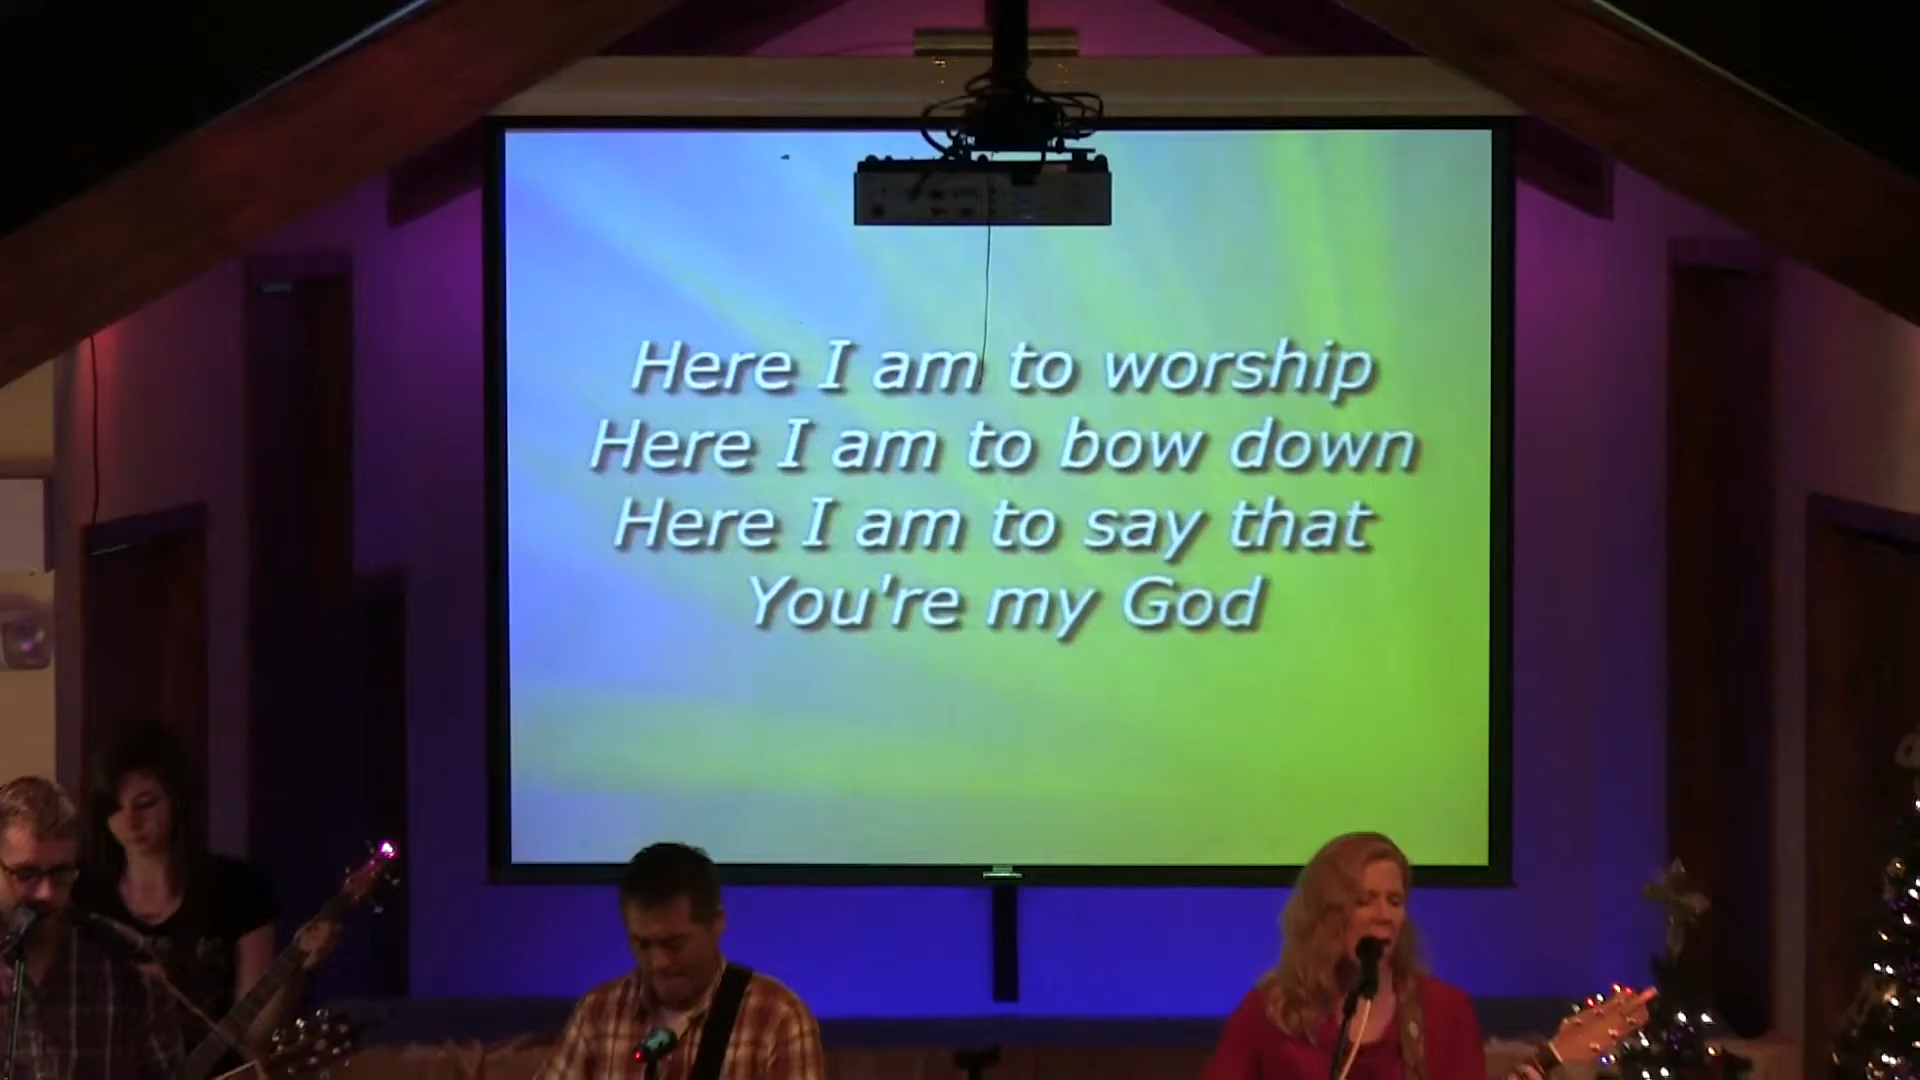 Here I am to worship
Here I am to bow down
Here I am to say that
You're my God